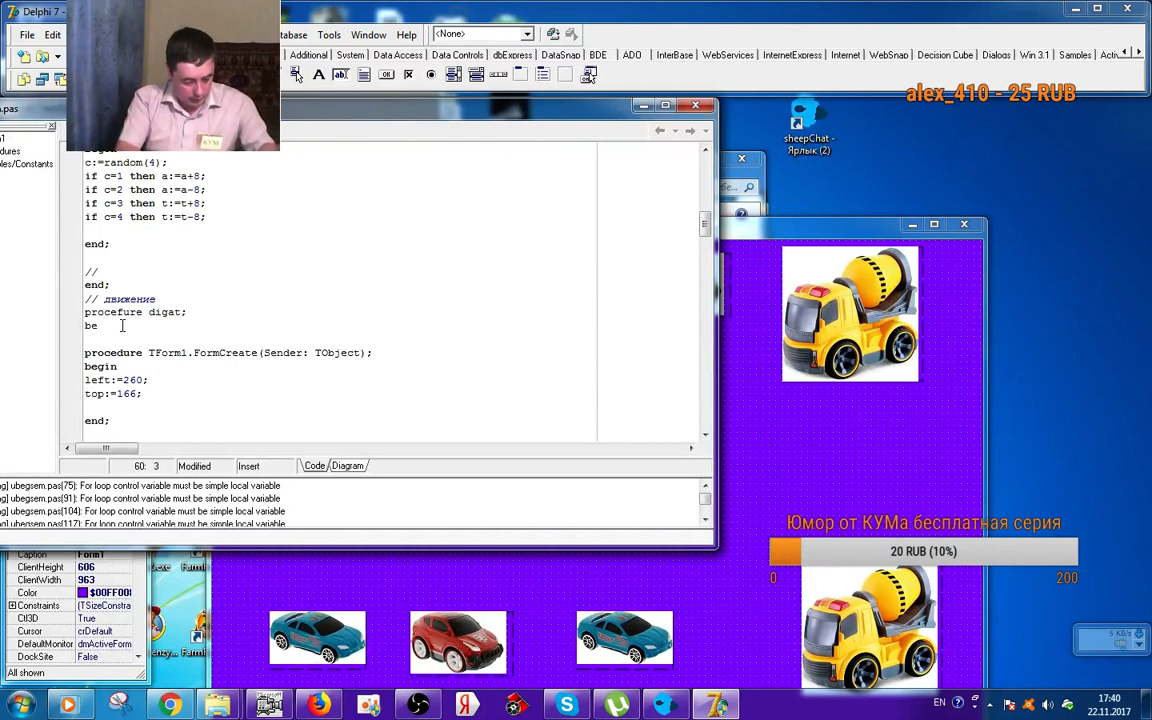 Delphi 7 -
File Edit
abase Tools Window Help <None>
Additional System Data Access Data Controls dbExpress DataSnap BDE ADO InterBase WebServices InternetExpress Internet WebSnap Decision Cube Dialogs Win 3.1 Samples
alex_410 - 25 RUB
КУМ
sheepChat -
Ярлык (2)
c:=random(4);
if c=1 then a:=a+8;
if c=2 then a:=a-8;
if c=3 then t:=t+8;
if c=4 then t:=t-8;
end;
//
end;
// движение
procefure digat;
be
procedure TForm1.FormCreate(Sender: TObject);
begin
left:=260;
top:=166;
end;
60: 3 Modified Insert Code Diagram
ubegsem.pas(75): For loop control variable must be simple local variable
ubegsem.pas(91): For loop control variable must be simple local variable
ubegsem.pas(104): For loop control variable must be simple local variable
ubegsem.pas(117): For loop control variable must be simple local variable
Юмор от КУМа бесплатная серия
20 RUB (10%)
0 200
Caption Form1
ClientHeight 606
ClientWidth 963
Color $00FF008
Constraints (TSizeConstra
Ctl3D True
Cursor crDefault
DefaultMonitor dmActiveForm
DockSite False
All shown
5 KB/s
EN
17:40
22.11.2017